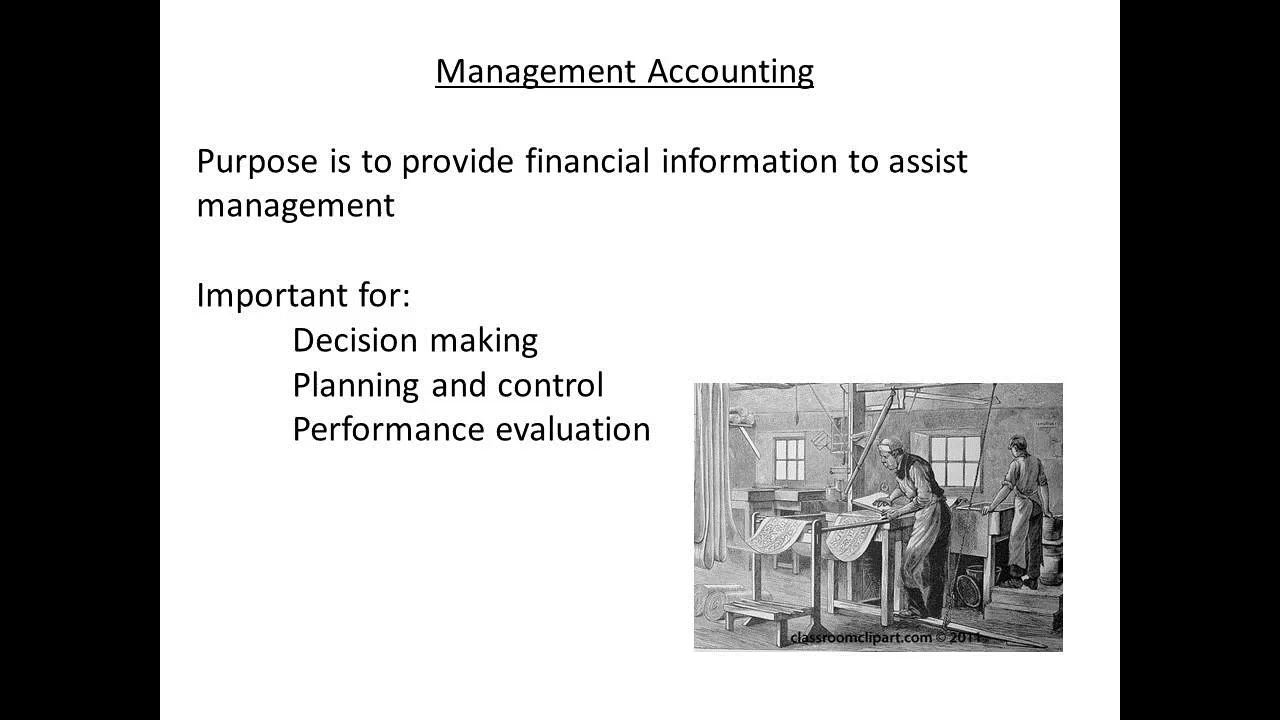 Management Accounting
Purpose is to provide financial information to assist
management
Important for:
Decision making
Planning and control
Performance evaluation
classroomclipart.com © 2011